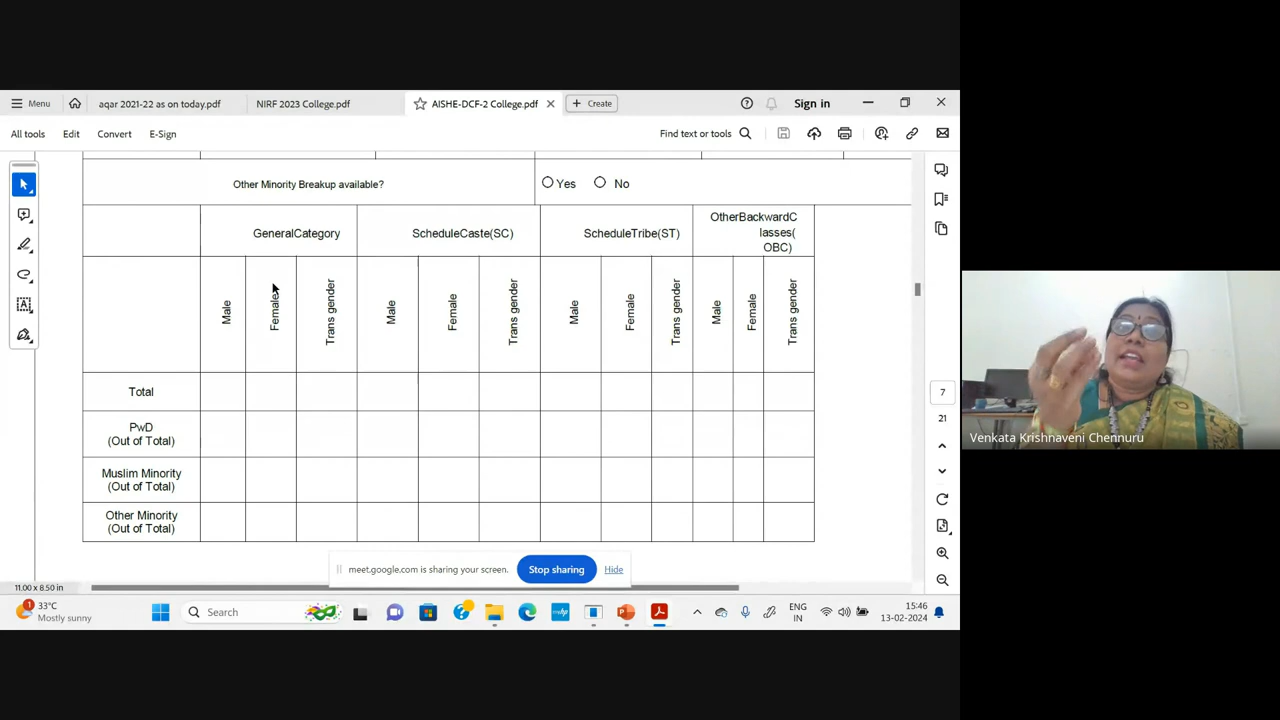 Menu
aqar 2021-22 as on today.pdf
NIRF 2023 College.pdf
AISHE-DCF-2 College.pdf
Create
Sign in
All tools
Edit
Convert
E-Sign
Find text or tools
Other Minority Breakup available?
Yes
No
GeneralCategory
ScheduleCaste(SC)
ScheduleTribe(ST)
OtherBackwardC
lasses(
OBC)
Male
Female
Trans gender
Male
Female
Trans gender
Male
Female
Trans gender
Male
Female
Trans gender
Total
PwD
(Out of Total)
Muslim Minority
(Out of Total)
Other Minority
(Out of Total)
7
21
Venkata Krishnaveni Chennuru
meet.google.com is sharing your screen.
Stop sharing
Hide
11.00 x 8.50 in
1
33°C
Mostly sunny
Search
ENG
IN
15:46
13-02-2024